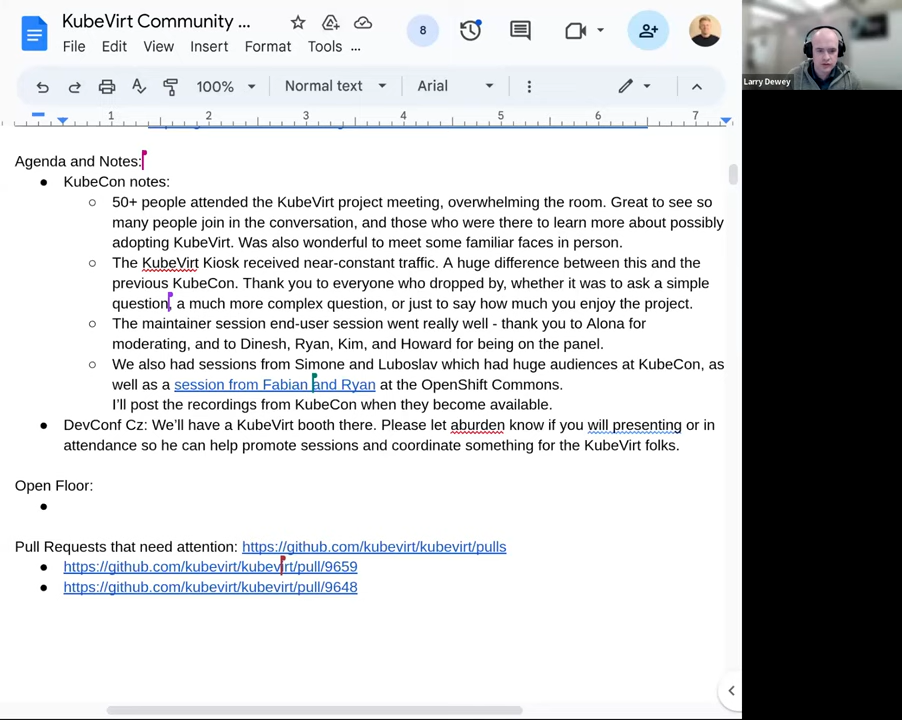 KubeVirt Community ...
File Edit View Insert Format Tools ...
8
Larry Dewey
100% Normal text Arial
1 2 3 4 5 6 7
Agenda and Notes:
● KubeCon notes:
○ 50+ people attended the KubeVirt project meeting, overwhelming the room. Great to see so
many people join in the conversation, and those who were there to learn more about possibly
adopting KubeVirt. Was also wonderful to meet some familiar faces in person.
○ The KubeVirt Kiosk received near-constant traffic. A huge difference between this and the
previous KubeCon. Thank you to everyone who dropped by, whether it was to ask a simple
question, a much more complex question, or just to say how much you enjoy the project.
○ The maintainer session end-user session went really well - thank you to Alona for
moderating, and to Dinesh, Ryan, Kim, and Howard for being on the panel.
○ We also had sessions from Simone and Luboslav which had huge audiences at KubeCon, as
well as a session from Fabian and Ryan at the OpenShift Commons.
I'll post the recordings from KubeCon when they become available.
● DevConf Cz: We'll have a KubeVirt booth there. Please let aburden know if you will presenting or in
attendance so he can help promote sessions and coordinate something for the KubeVirt folks.
Open Floor:
●
Pull Requests that need attention: https://github.com/kubevirt/kubevirt/pulls
● https://github.com/kubevirt/kubevirt/pull/9659
● https://github.com/kubevirt/kubevirt/pull/9648